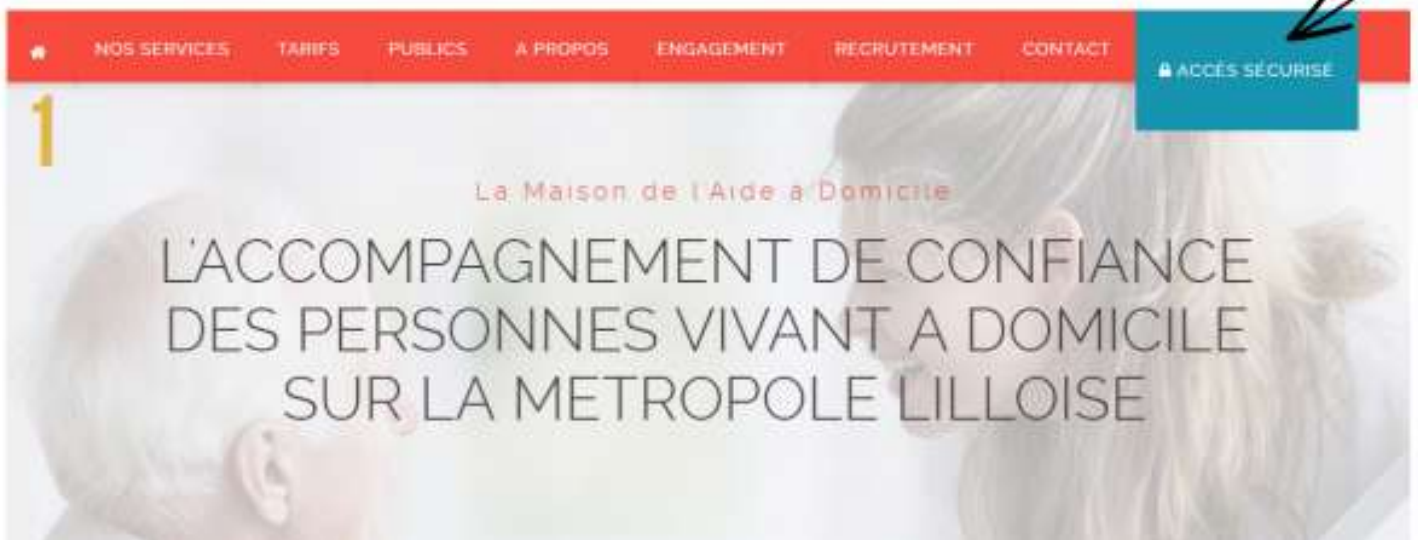 NOS SERVICES TARIFS PUBLICS A PROPOS ENGAGEMENT RECRUTEMENT CONTACT
ACCÈS SÉCURISÉ
1
La Maison de l'Aide à Domicile
L'ACCOMPAGNEMENT DE CONFIANCE
DES PERSONNES VIVANT A DOMICILE
SUR LA METROPOLE LILLOISE